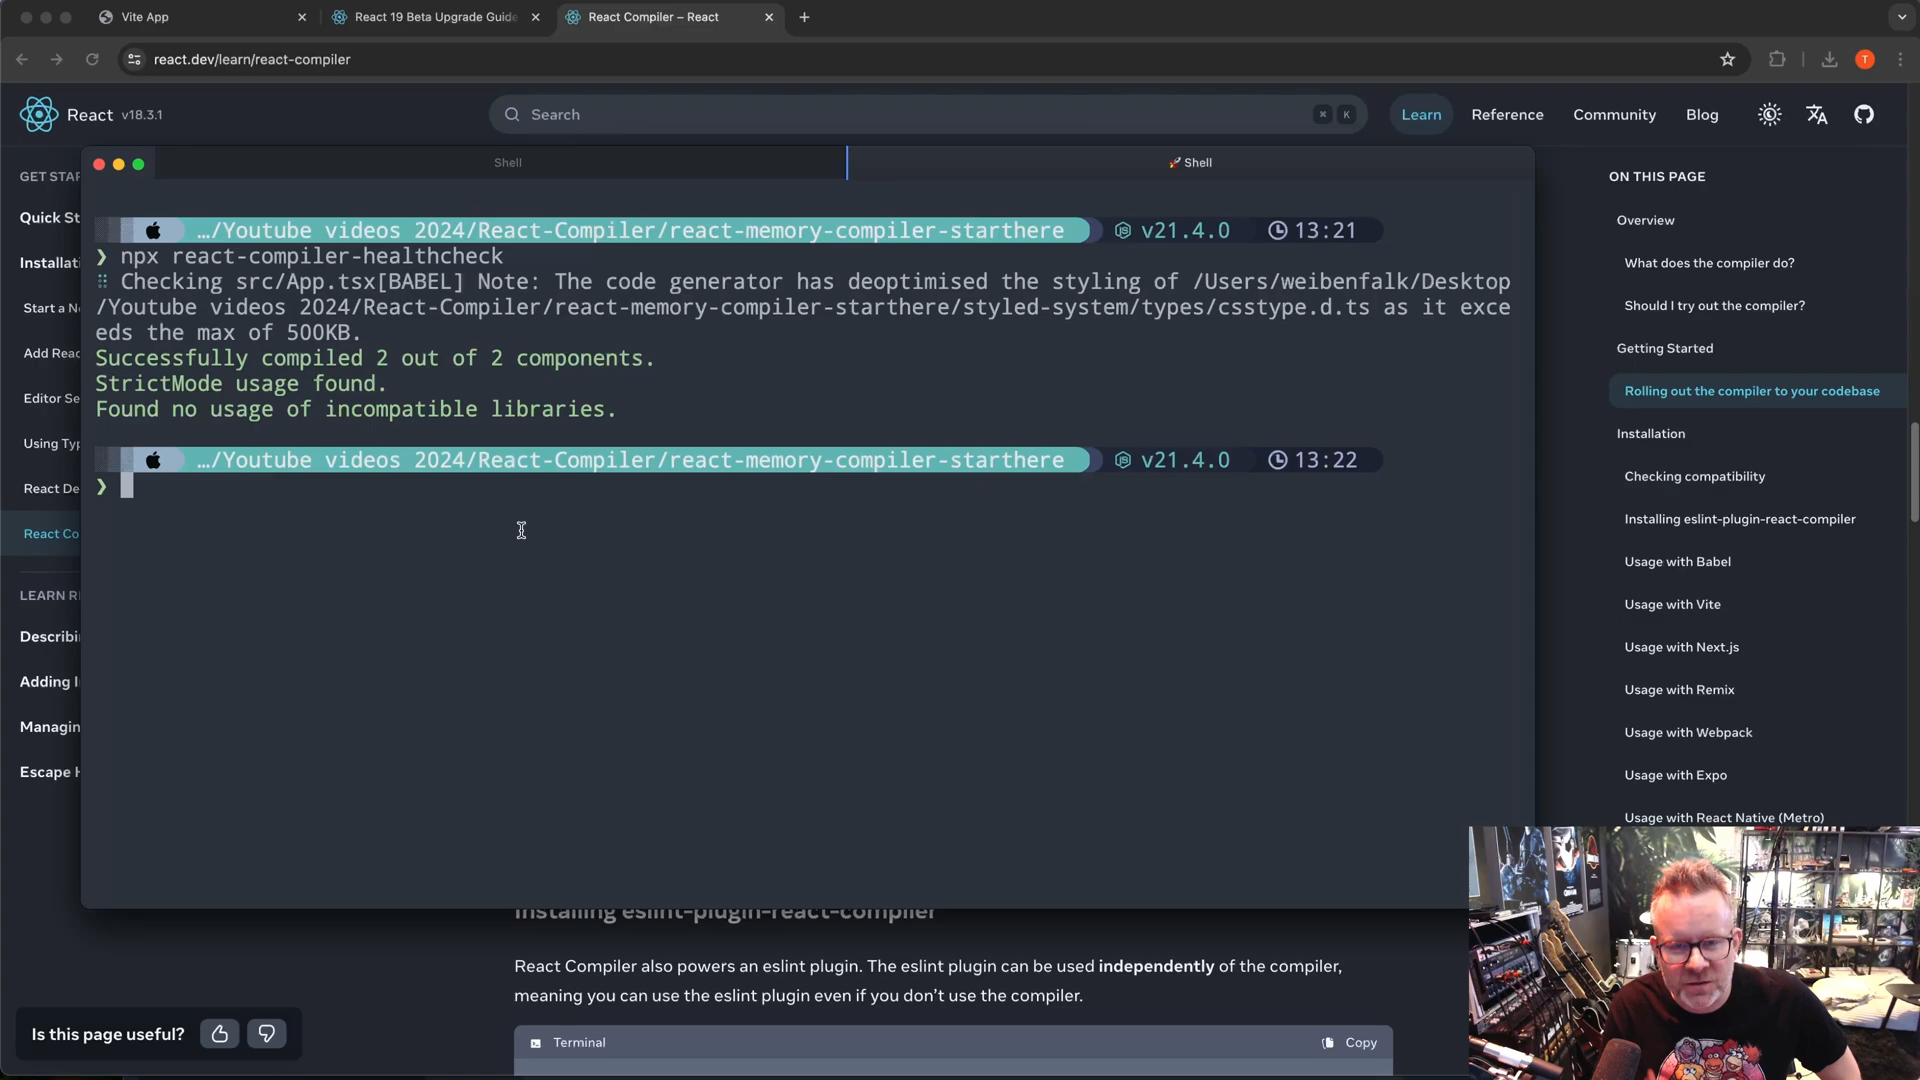 Vite App
React 19 Beta Upgrade Guide
React Compiler – React
react.dev/learn/react-compiler
React v18.3.1
Search
⌘ K
Learn
Reference
Community
Blog
GET STA
Quick St
Installati
Start a N
Add Reac
Editor Se
Using Typ
React De
React Co
LEARN R
Describi
Adding I
Managin
Escape H
Shell
🚀 Shell
…/Youtube videos 2024/React-Compiler/react-memory-compiler-starthere v21.4.0 13:21
❯ npx react-compiler-healthcheck
⠿ Checking src/App.tsx[BABEL] Note: The code generator has deoptimised the styling of /Users/weibenfalk/Desktop
/Youtube videos 2024/React-Compiler/react-memory-compiler-starthere/styled-system/types/csstype.d.ts as it exce
eds the max of 500KB.
Successfully compiled 2 out of 2 components.
StrictMode usage found.
Found no usage of incompatible libraries.
…/Youtube videos 2024/React-Compiler/react-memory-compiler-starthere v21.4.0 13:22
❯
Installing eslint-plugin-react-compiler
React Compiler also powers an eslint plugin. The eslint plugin can be used independently of the compiler,
meaning you can use the eslint plugin even if you don’t use the compiler.
Terminal
Copy
Is this page useful?
ON THIS PAGE
Overview
What does the compiler do?
Should I try out the compiler?
Getting Started
Rolling out the compiler to your codebase
Installation
Checking compatibility
Installing eslint-plugin-react-compiler
Usage with Babel
Usage with Vite
Usage with Next.js
Usage with Remix
Usage with Webpack
Usage with Expo
Usage with React Native (Metro)
T